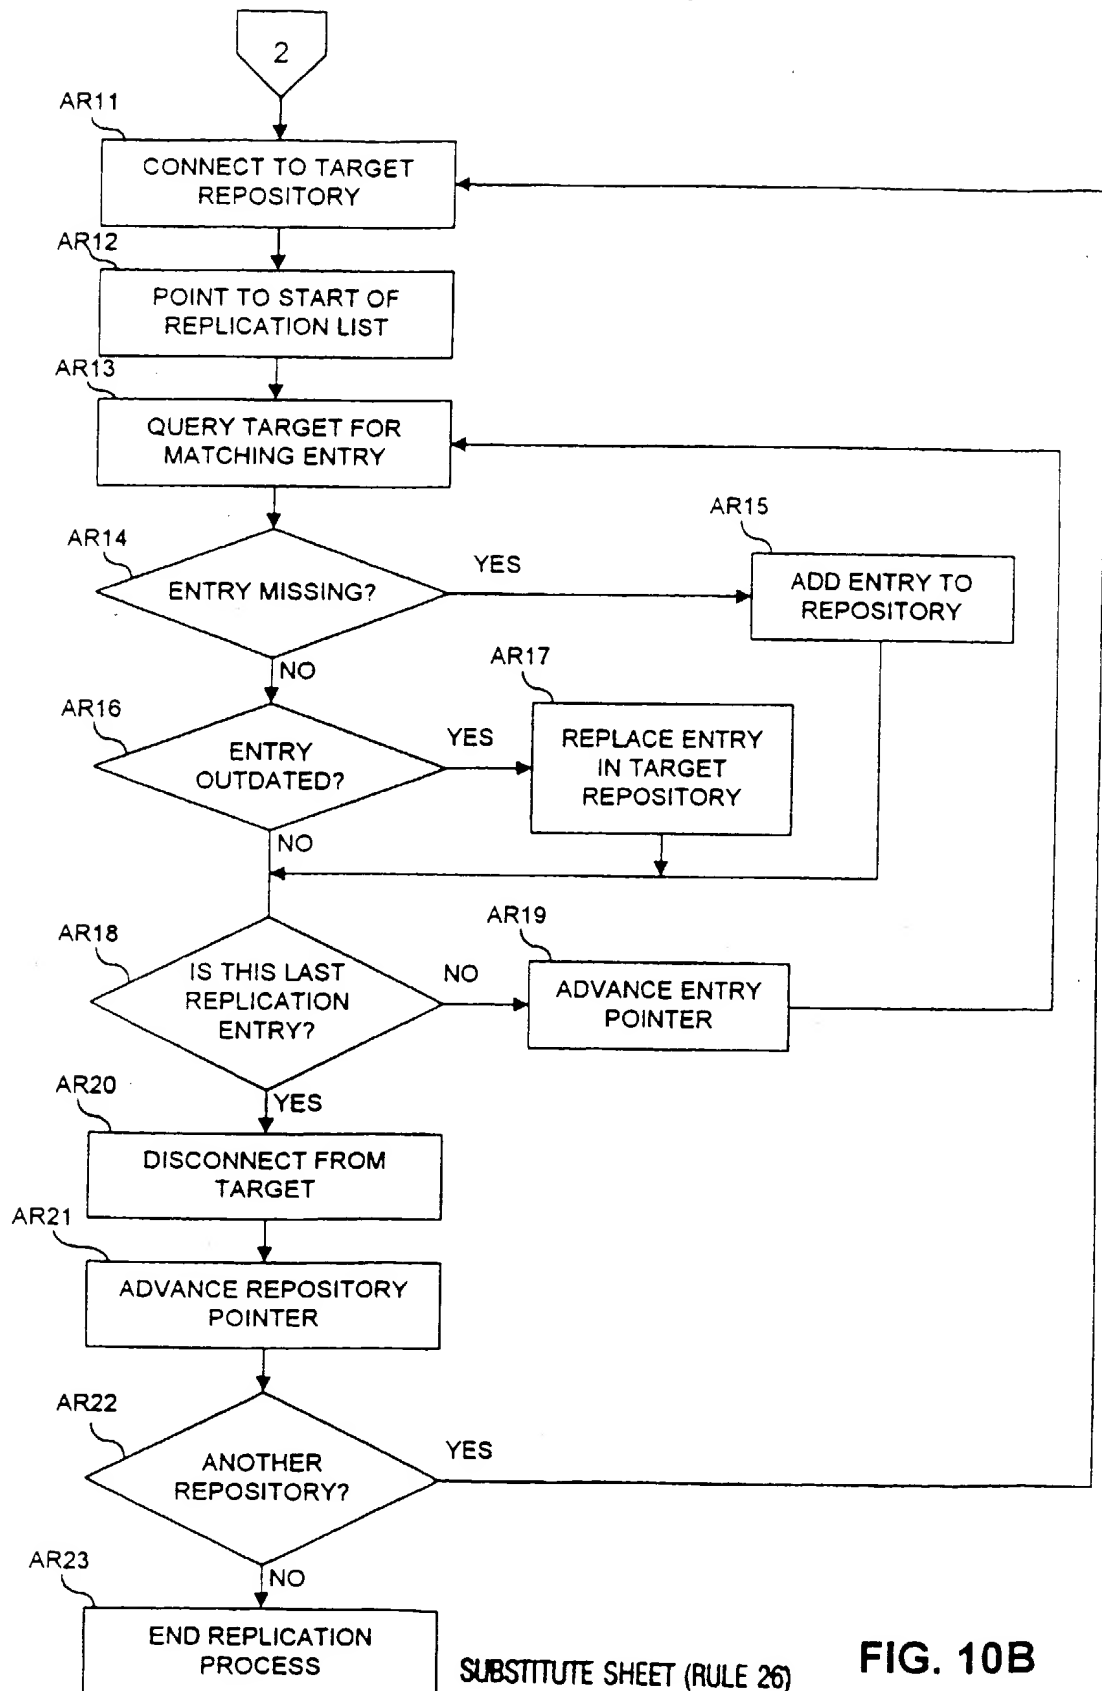 2
AR11
CONNECT TO TARGET
REPOSITORY
AR12
POINT TO START OF
REPLICATION LIST
AR13
QUERY TARGET FOR
MATCHING ENTRY
AR14
ENTRY MISSING?
YES
AR15
ADD ENTRY TO
REPOSITORY
NO
AR16
ENTRY
OUTDATED?
YES
AR17
REPLACE ENTRY
IN TARGET
REPOSITORY
NO
AR18
IS THIS LAST
REPLICATION
ENTRY?
NO
AR19
ADVANCE ENTRY
POINTER
YES
AR20
DISCONNECT FROM
TARGET
AR21
ADVANCE REPOSITORY
POINTER
AR22
ANOTHER
REPOSITORY?
YES
NO
AR23
END REPLICATION
PROCESS
SUBSTITUTE SHEET (RULE 26)
FIG. 10B